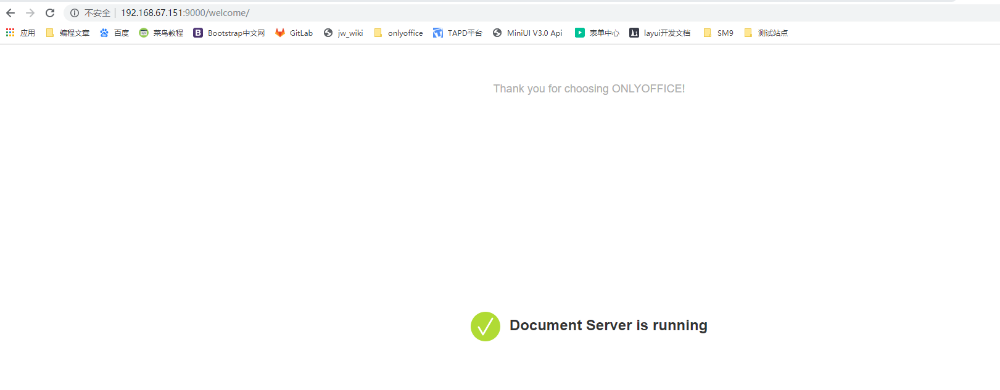 不安全 192.168.67.151:9000/welcome/
应用 编程文章 百度 菜鸟教程 Bootstrap中文网 GitLab jw_wiki onlyoffice TAPD平台 MiniUI V3.0 Api 表单中心 layui开发文档 SM9 测试站点
Thank you for choosing ONLYOFFICE!
Document Server is running